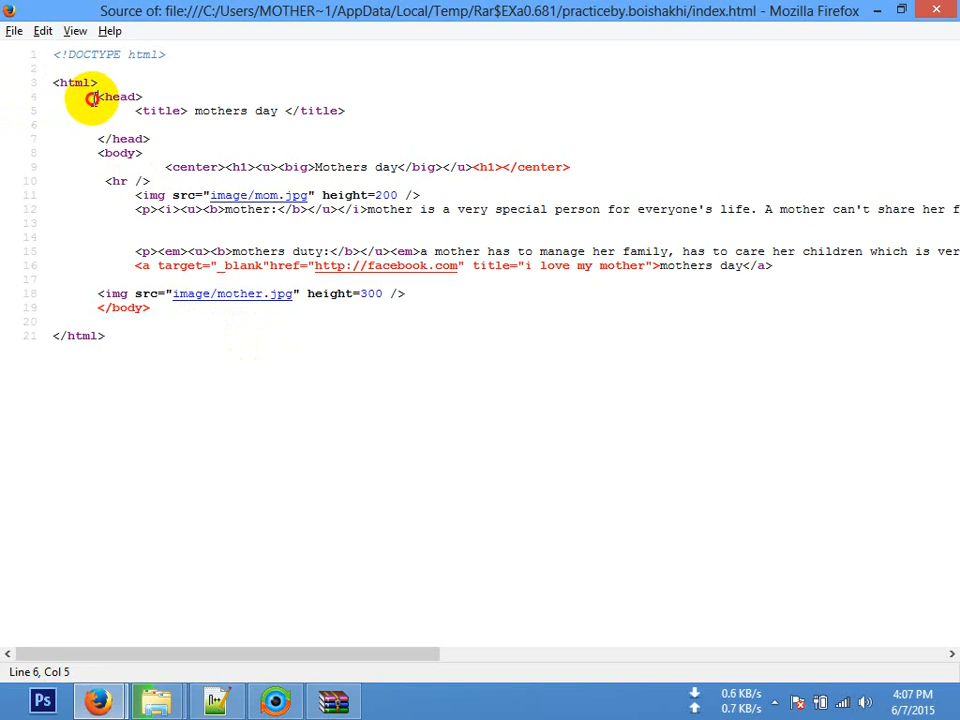 Source of: file:///C:/Users/MOTHER~1/AppData/Local/Temp/Rar$EXa0.681/practiceby.boishakhi/index.html - Mozilla Firefox
File Edit View Help
1 <!DOCTYPE html>
2
3 <html>
4 <head>
5 <title> mothers day </title>
6
7 </head>
8 <body>
9 <center><h1><u><big>Mothers day</big></u><h1></center>
10 <hr />
11 <img src="image/mom.jpg" height=200 />
12 <p><i><u><b>mother:</b></u></i>mother is a very special person for everyone's life. A mother can't share her f
13
14
15 <p><em><u><b>mothers duty:</b></u><em>a mother has to manage her family, has to care her children which is ver
16 <a target="_blank"href="http://facebook.com" title="i love my mother">mothers day</a>
17
18 <img src="image/mother.jpg" height=300 />
19 </body>
20
21 </html>
Line 6, Col 5
Ps
0.6 KB/s
0.7 KB/s
4:07 PM
6/7/2015